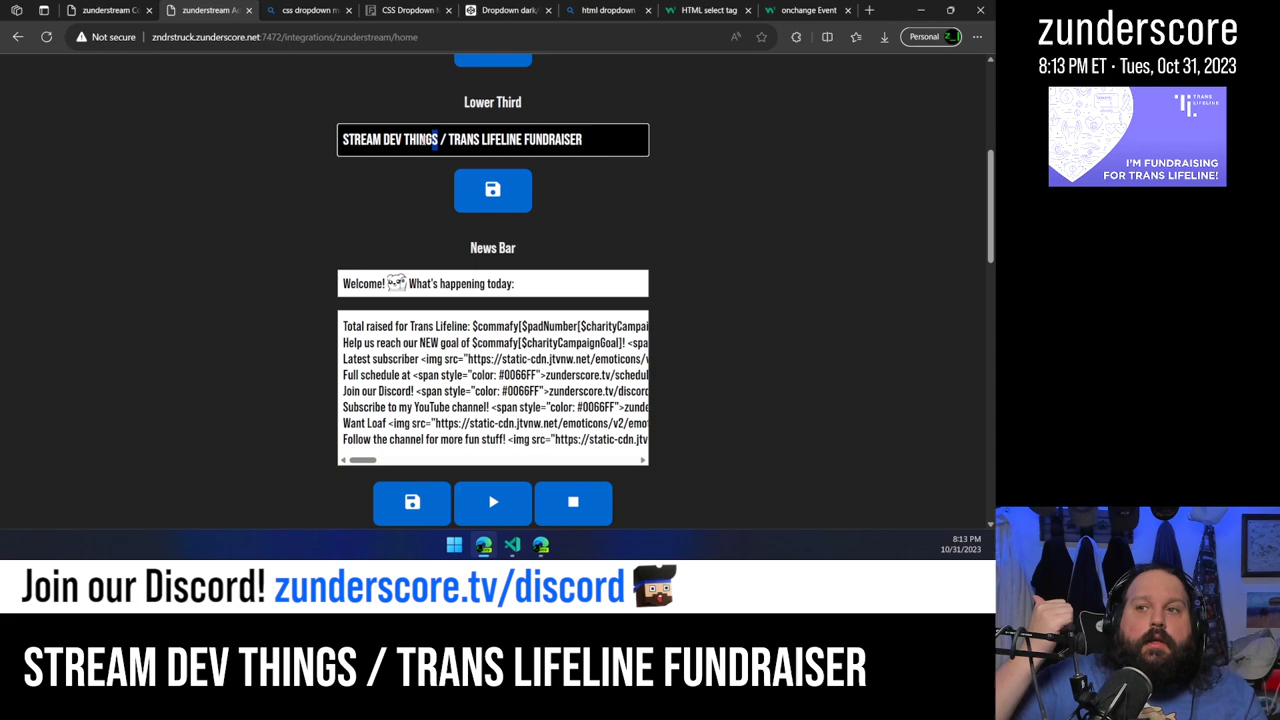 zunderstream Co
zunderstream Ad
css dropdown m
CSS Dropdown M
Dropdown dark/
html dropdown
HTML select tag
onchange Event
Not secure
zndrstruck.zunderscore.net:7472/integrations/zunderstream/home
Personal
Lower Third
STREAM DEV THINGS / TRANS LIFELINE FUNDRAISER
News Bar
Welcome! What's happening today:
Total raised for Trans Lifeline: $commafy[$padNumber[$charityCampai
Help us reach our NEW goal of $commafy[$charityCampaignGoal]! <spa
Latest subscriber <img src="https://static-cdn.jtvnw.net/emoticons/v
Full schedule at <span style="color: #0066FF">zunderscore.tv/schedul
Join our Discord! <span style="color: #0066FF">zunderscore.tv/discord
Subscribe to my YouTube channel! <span style="color: #0066FF">zunde
Want Loaf <img src="https://static-cdn.jtvnw.net/emoticons/v2/emo
Follow the channel for more fun stuff! <img src="https://static-cdn.jtv
8:13 PM
10/31/2023
zunderscore
8:13 PM ET · Tues, Oct 31, 2023
TRANS
LIFELINE
I'M FUNDRAISING
FOR TRANS LIFELINE!
Join our Discord! zunderscore.tv/discord
STREAM DEV THINGS / TRANS LIFELINE FUNDRAISER